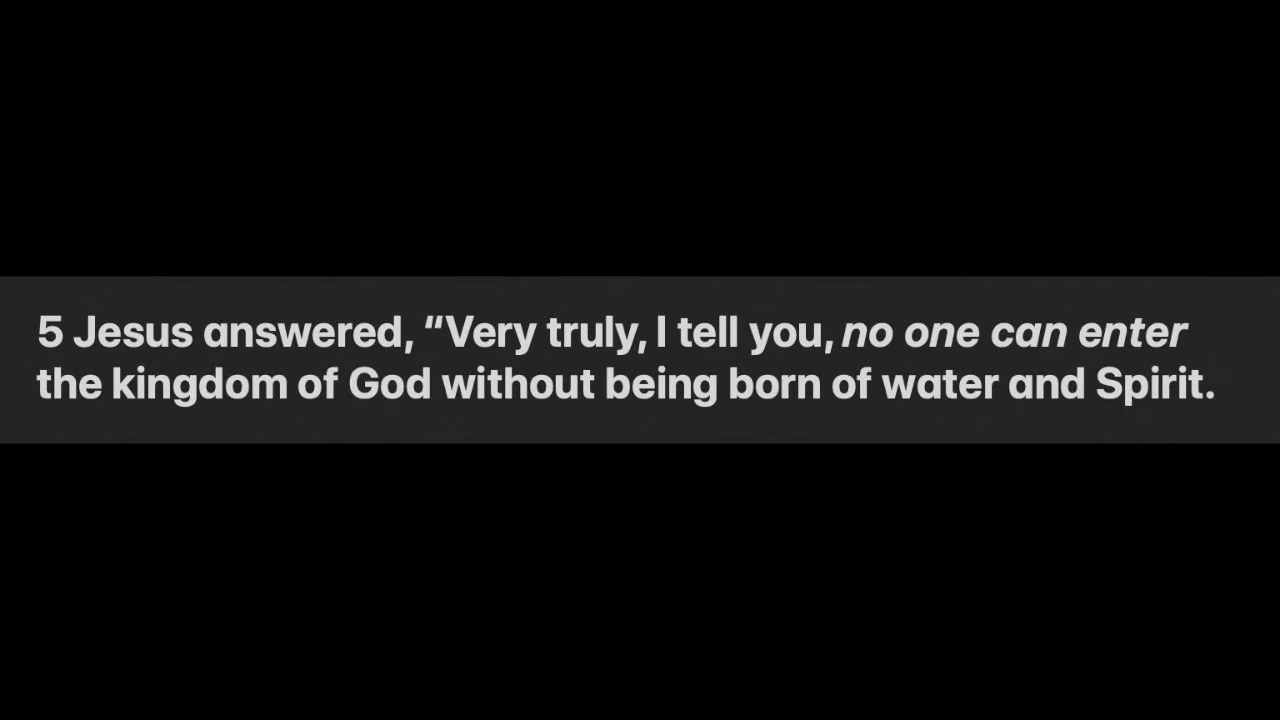 5 Jesus answered, “Very truly, I tell you, no one can enter
the kingdom of God without being born of water and Spirit.